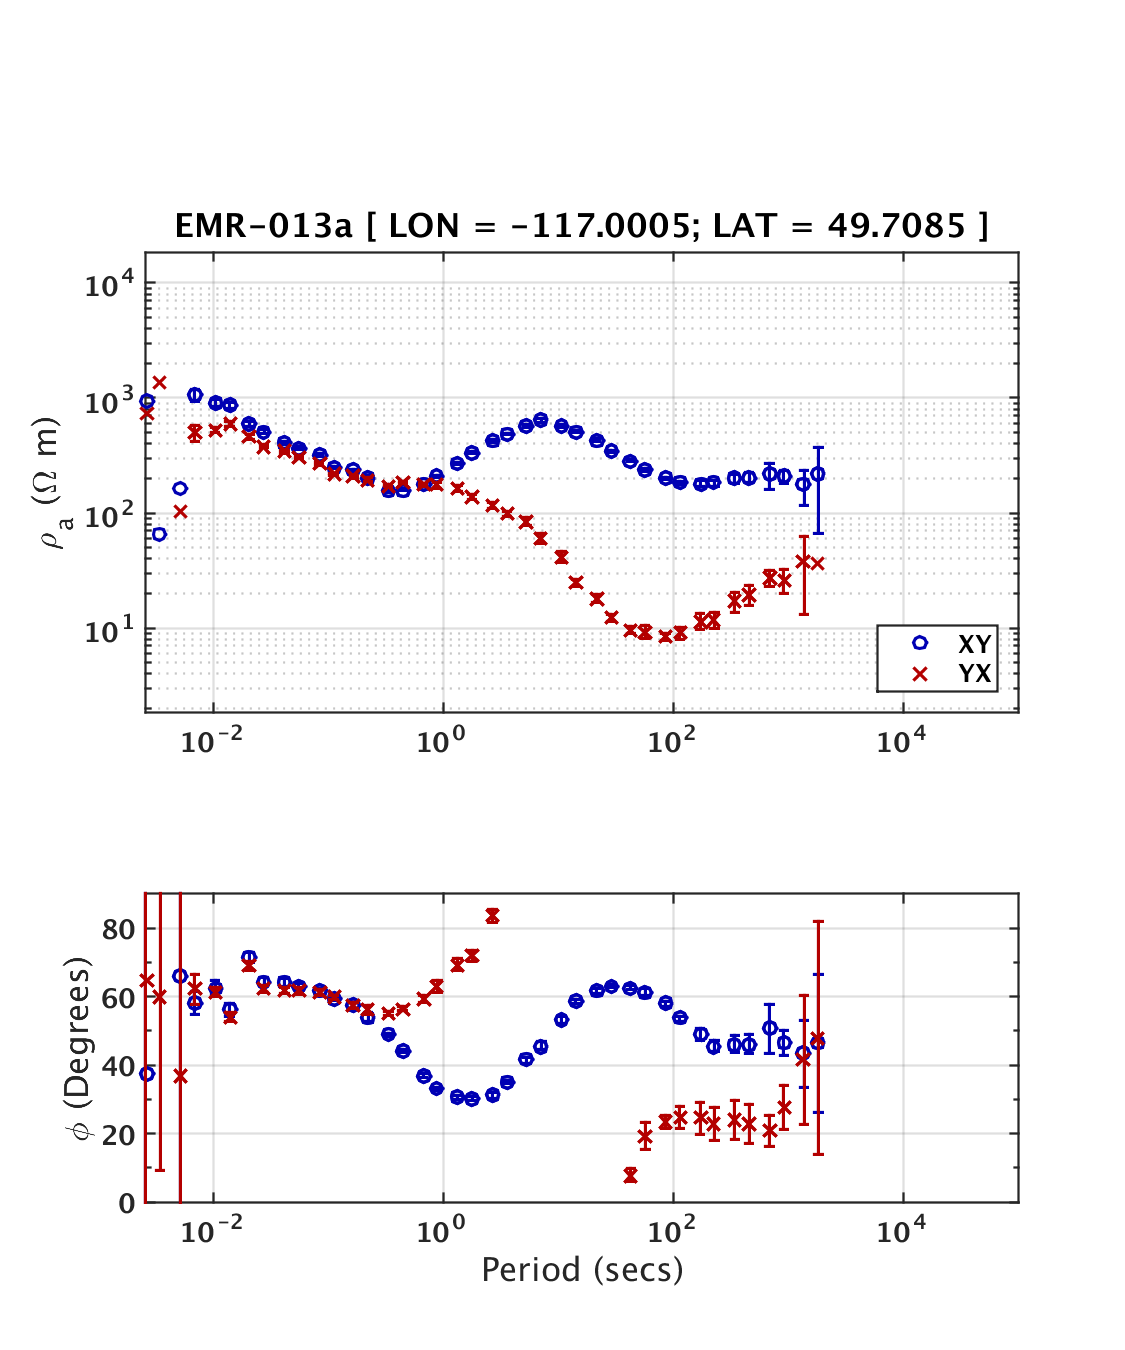 EMR-013a [ LON = -117.0005; LAT = 49.7085 ]
ρa (Ω m)
10^4
10^3
10^2
10^1
XY
YX
10^-2 10^0 10^2 10^4
ϕ (Degrees)
80
60
40
20
0
10^-2 10^0 10^2 10^4
Period (secs)